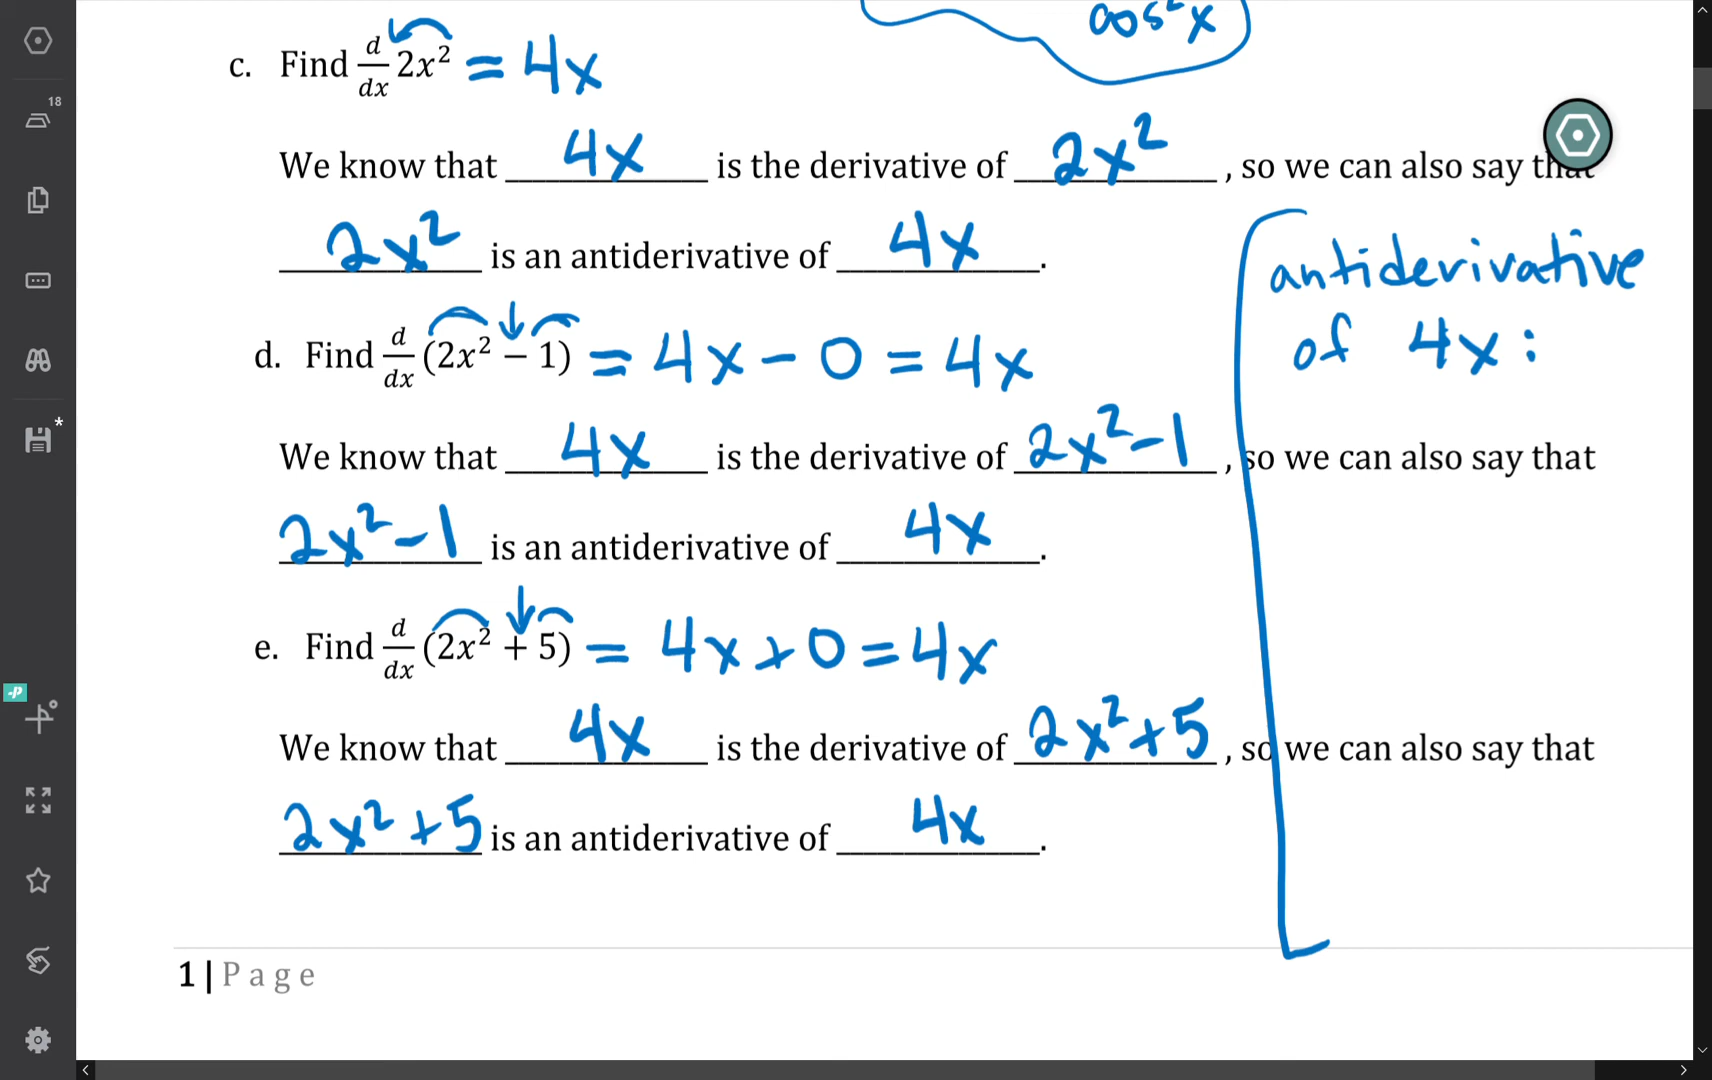 cos² x
c. Find d/dx 2x² = 4x
18
We know that 4x is the derivative of 2x², so we can also say that
2x² is an antiderivative of 4x.
antiderivative
of 4x:
d. Find d/dx (2x² − 1) = 4x − 0 = 4x
We know that 4x is the derivative of 2x²-1, so we can also say that
2x²-1 is an antiderivative of 4x.
e. Find d/dx (2x² + 5) = 4x + 0 = 4x
We know that 4x is the derivative of 2x²+5, so we can also say that
2x²+5 is an antiderivative of 4x.
1 | Page